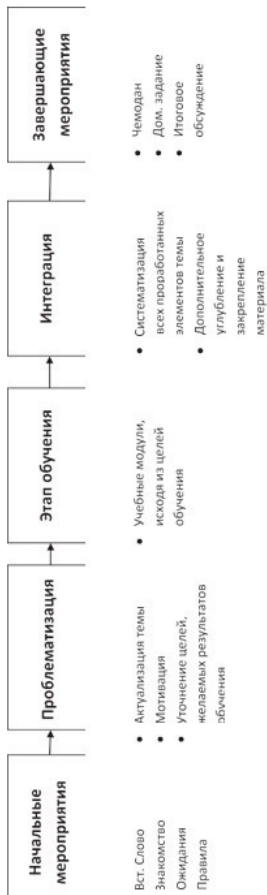 Начальные
мероприятия
Вст. Слово
Знакомство
Ожидания
Правила
Проблематизация
• Актуализация темы
• Мотивация
• Уточнение целей,
желаемых результатов
обучения
Этап обучения
• Учебные модули,
исходя из целей
обучения
Интеграция
• Систематизация
всех проработанных
элементов темы
• Дополнительное
углубление и
закрепление
материала
Завершающие
мероприятия
• Чемодан
• Дом. задание
• Итоговое
обсуждение